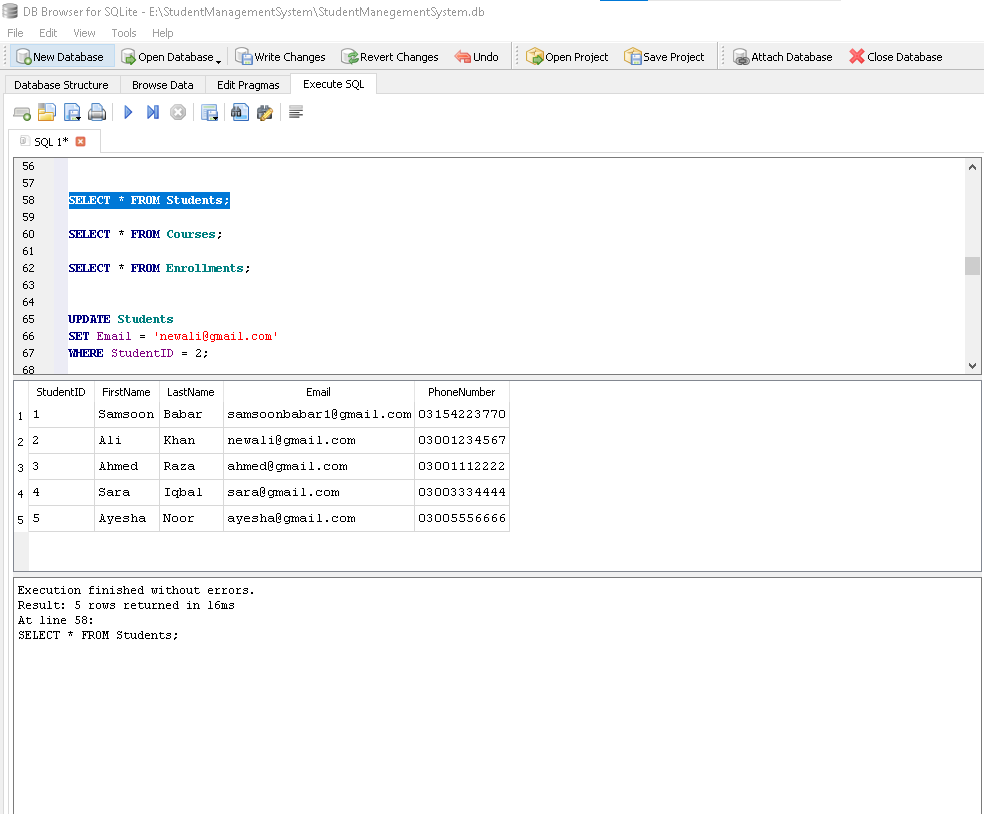 DB Browser for SQLite - E:\StudentManagementSystem\StudentManegementSystem.db
File Edit View Tools Help
New Database Open Database Write Changes Revert Changes Undo Open Project Save Project Attach Database Close Database
Database Structure Browse Data Edit Pragmas Execute SQL
SQL 1*
56
57
58 SELECT * FROM Students;
59
60 SELECT * FROM Courses;
61
62 SELECT * FROM Enrollments;
63
64
65 UPDATE Students
66 SET Email = 'newali@gmail.com'
67 WHERE StudentID = 2;
68
StudentID FirstName LastName Email PhoneNumber
1 1 Samsoon Babar samsoonbabar1@gmail.com 03154223770
2 2 Ali Khan newali@gmail.com 03001234567
3 3 Ahmed Raza ahmed@gmail.com 03001112222
4 4 Sara Iqbal sara@gmail.com 03003334444
5 5 Ayesha Noor ayesha@gmail.com 03005556666
Execution finished without errors.
Result: 5 rows returned in 16ms
At line 58:
SELECT * FROM Students;